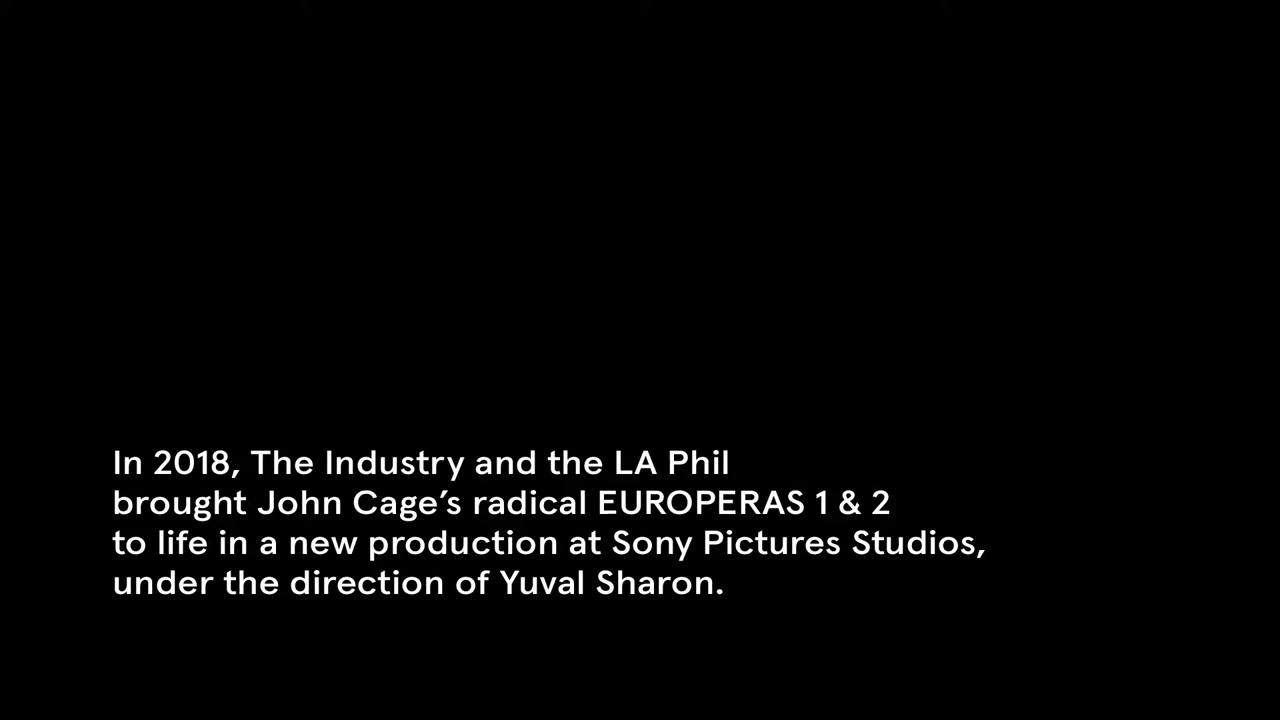 In 2018, The Industry and the LA Phil
brought John Cage’s radical EUROPERAS 1 & 2
to life in a new production at Sony Pictures Studios,
under the direction of Yuval Sharon.